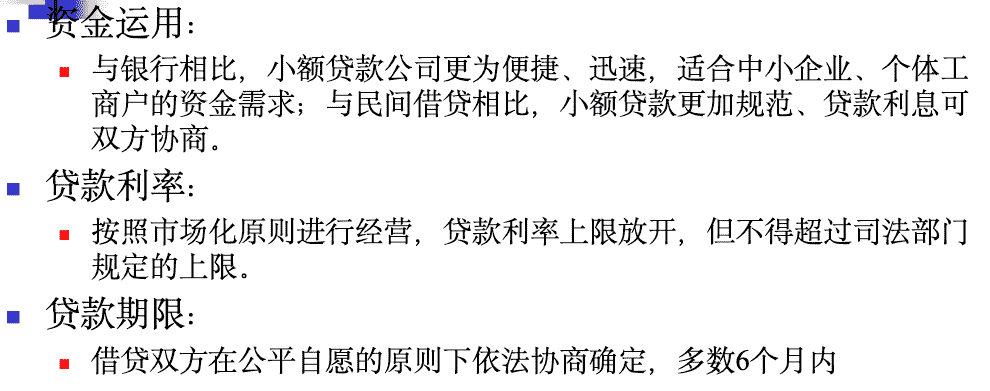 资金运用：
与银行相比，小额贷款公司更为便捷、迅速，适合中小企业、个体工
商户的资金需求；与民间借贷相比，小额贷款更加规范、贷款利息可
双方协商。
贷款利率：
按照市场化原则进行经营，贷款利率上限放开，但不得超过司法部门
规定的上限。
贷款期限：
借贷双方在公平自愿的原则下依法协商确定，多数6个月内